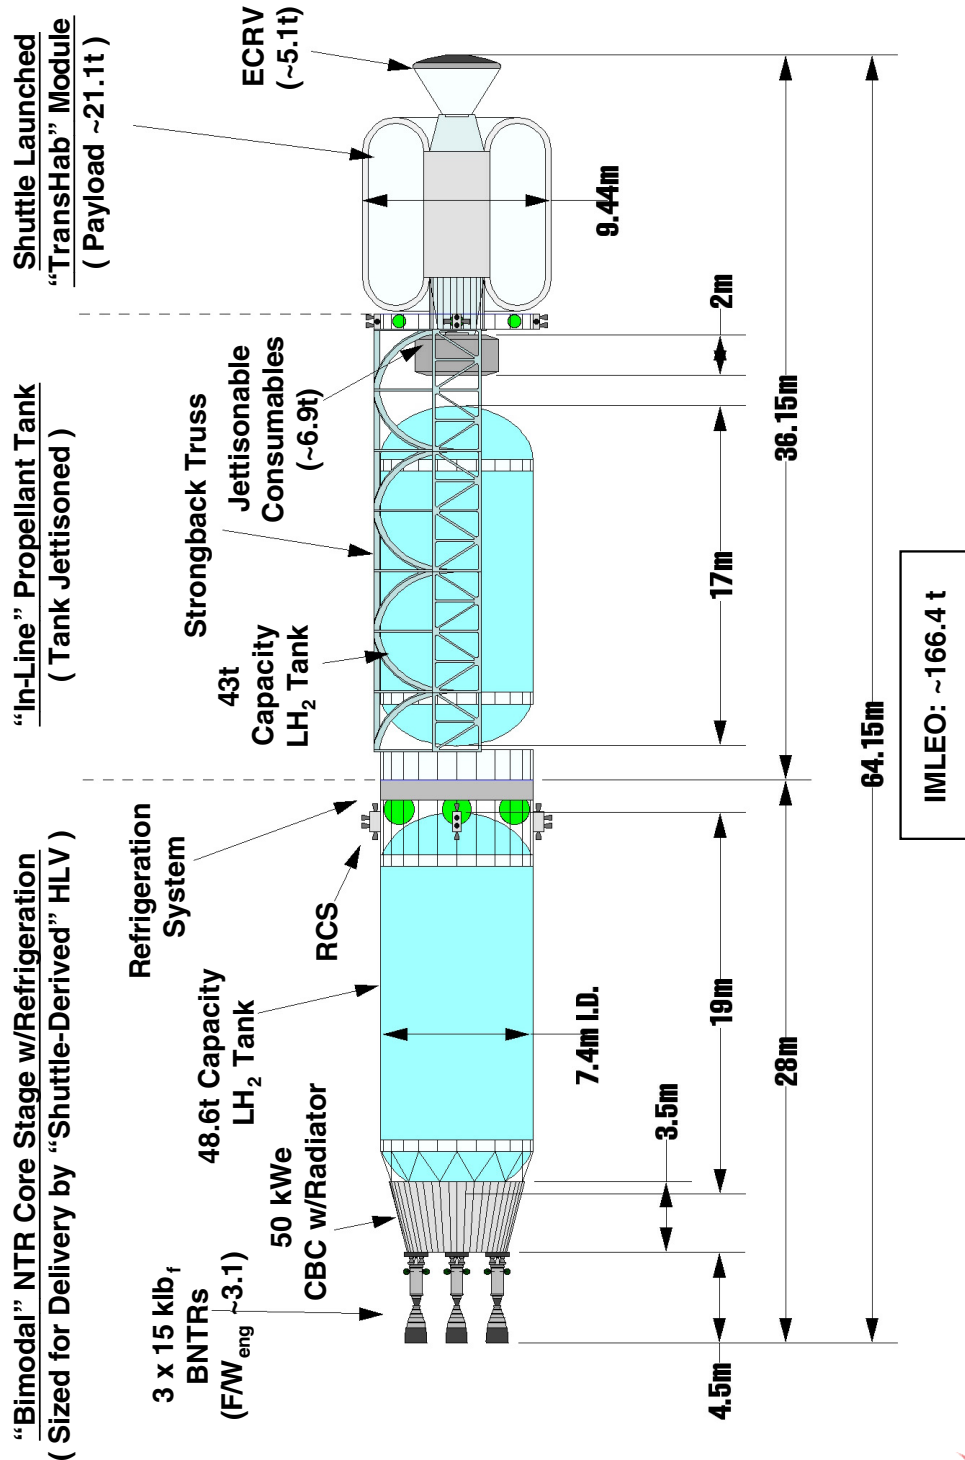 “Bimodal” NTR Core Stage w/Refrigeration
( Sized for Delivery by “Shuttle-Derived” HLV )
“In-Line” Propellant Tank
( Tank Jettisoned )
Shuttle Launched
“TransHab” Module
( Payload ~21.1t )
3 x 15 klbf
BNTRs
(F/Weng ~3.1)
50 kWe
CBC w/Radiator
48.6t Capacity
LH2 Tank
Refrigeration
System
RCS
43t
Capacity
LH2 Tank
Strongback Truss
Jettisonable
Consumables
(~6.9t)
ECRV
(~5.1t)
7.4m I.D.
9.44m
3.5m
4.5m
19m
17m
2m
28m
36.15m
64.15m
IMLEO: ~166.4 t